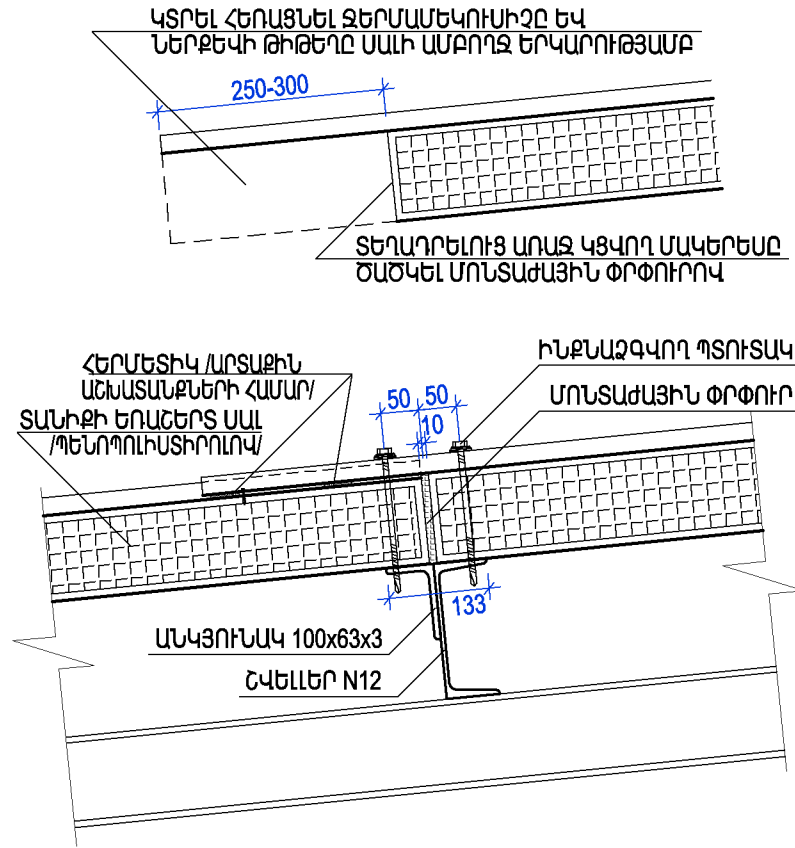 ԿՏՐԵԼ ՀԵՌԱՑՆԵԼ ՋԵՐՄԱՄԵԿՈՒՍԻՉԸ ԵՎ
ՆԵՐՔԵՎԻ ԹԻԹԵՂԸ ՍԱԼԻ ԱՄԲՈՂՋ ԵՐԿԱՐՈՒԹՅԱՄԲ
250-300
ՏԵՂԱԴՐԵԼՈՒՑ ԱՌԱՋ ԿՑՎՈՂ ՄԱԿԵՐԵՍԸ
ԾԱԾԿԵԼ ՄՈՆՏԱԺԱՅԻՆ ՓՐՓՈՒՐՈՎ
ՀԵՐՄԵՏԻԿ /ԱՐՏԱՔԻՆ
ԱՇԽԱՏԱՆՔՆԵՐԻ ՀԱՄԱՐ/
ՏԱՆԻՔԻ ԵՌԱՇԵՐՏ ՍԱԼ
/ՊԵՆՈՊՈԼԻՍՏԻՐՈԼՈՎ/
ԻՆՔՆԱՁԳՎՈՂ ՊՏՈՒՏԱԿ
ՄՈՆՏԱԺԱՅԻՆ ՓՐՓՈՒՐ
50
50
10
133
ԱՆԿՅՈՒՆԱԿ 100x63x3
ՇՎԵԼԼԵՐ N12